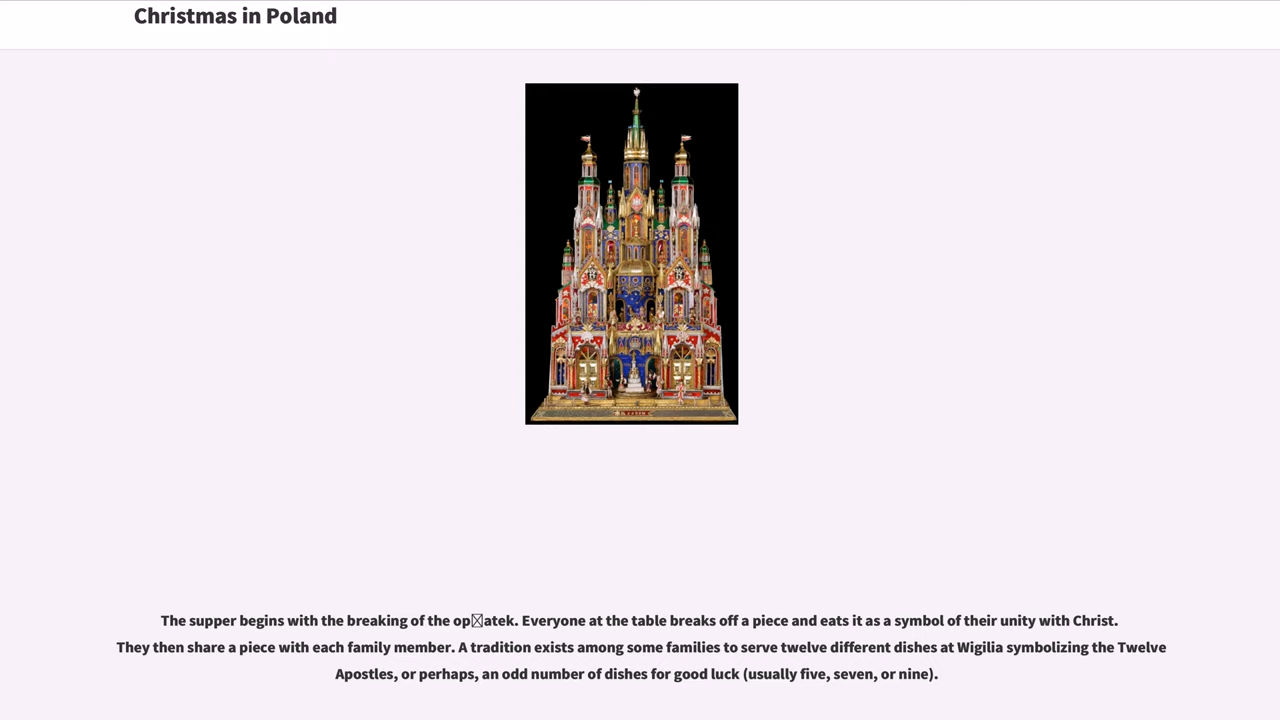 Christmas in Poland
The supper begins with the breaking of the op□atek. Everyone at the table breaks off a piece and eats it as a symbol of their unity with Christ.
They then share a piece with each family member. A tradition exists among some families to serve twelve different dishes at Wigilia symbolizing the Twelve
Apostles, or perhaps, an odd number of dishes for good luck (usually five, seven, or nine).